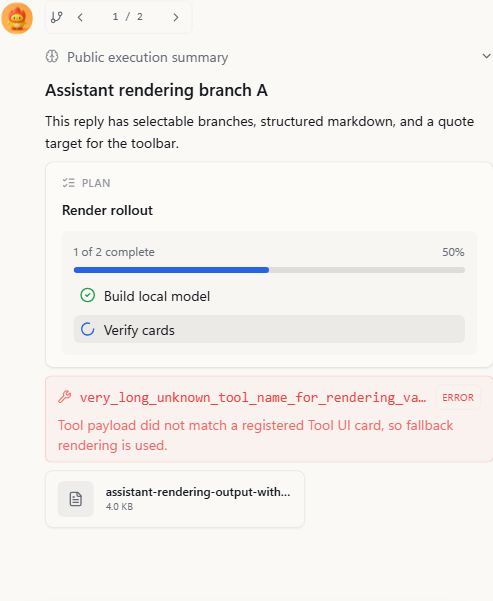 1 / 2
Public execution summary
Assistant rendering branch A
This reply has selectable branches, structured markdown, and a quote
target for the toolbar.
PLAN
Render rollout
1 of 2 complete 50%
Build local model
Verify cards
very_long_unknown_tool_name_for_rendering_va… ERROR
Tool payload did not match a registered Tool UI card, so fallback
rendering is used.
assistant-rendering-output-with...
4.0 KB